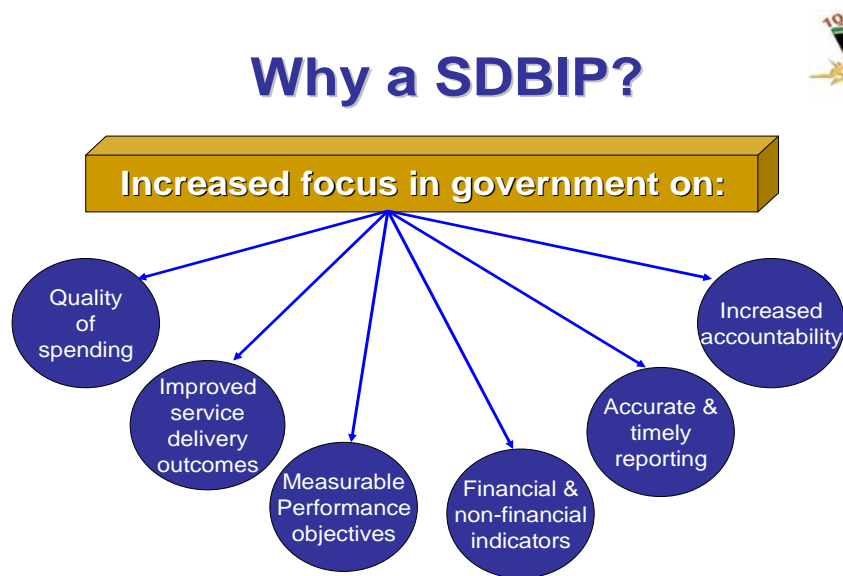 Why a SDBIP?
Increased focus in government on:
Quality
of
spending
Improved
service
delivery
outcomes
Measurable
Performance
objectives
Financial &
non-financial
indicators
Accurate &
timely
reporting
Increased
accountability